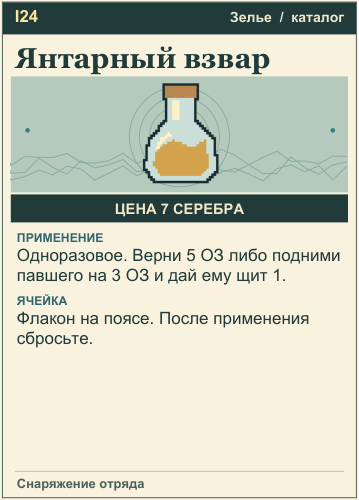 I24
Зелье / каталог
Янтарный взвар
ЦЕНА 7 СЕРЕБРА
ПРИМЕНЕНИЕ
Одноразовое. Верни 5 ОЗ либо подними
павшего на 3 ОЗ и дай ему щит 1.
ЯЧЕЙКА
Флакон на поясе. После применения
сбросьте.
Снаряжение отряда